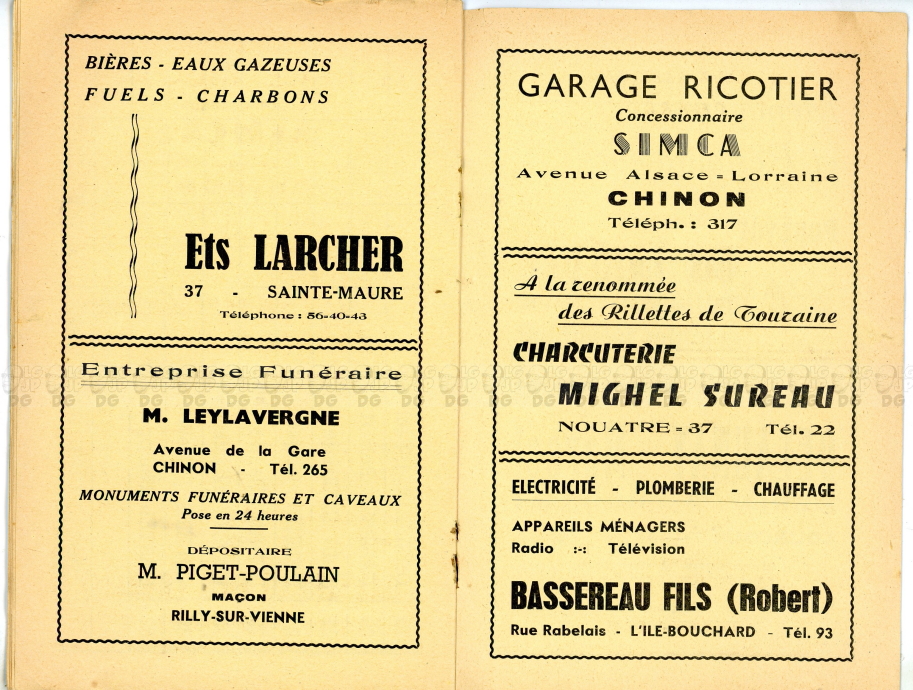 BIÈRES - EAUX GAZEUSES
FUELS - CHARBONS
Ets LARCHER
37 - SAINTE-MAURE
Téléphone : 56-40-43
Entreprise Funéraire
M. LEYLAVERGNE
Avenue de la Gare
CHINON - Tél. 265
MONUMENTS FUNÉRAIRES ET CAVEAUX
Pose en 24 heures
DÉPOSITAIRE
M. PIGET-POULAIN
MAÇON
RILLY-SUR-VIENNE
GARAGE RICOTIER
Concessionnaire
SIMCA
Avenue Alsace-Lorraine
CHINON
Téléph. : 317
A la renommée
des Rillettes de Touraine
CHARCUTERIE
MIGHEL SUREAU
NOUATRE - 37 Tél. 22
ELECTRICITÉ - PLOMBERIE - CHAUFFAGE
APPAREILS MÉNAGERS
Radio :-: Télévision
BASSEREAU FILS (Robert)
Rue Rabelais - L'ILE-BOUCHARD - Tél. 93